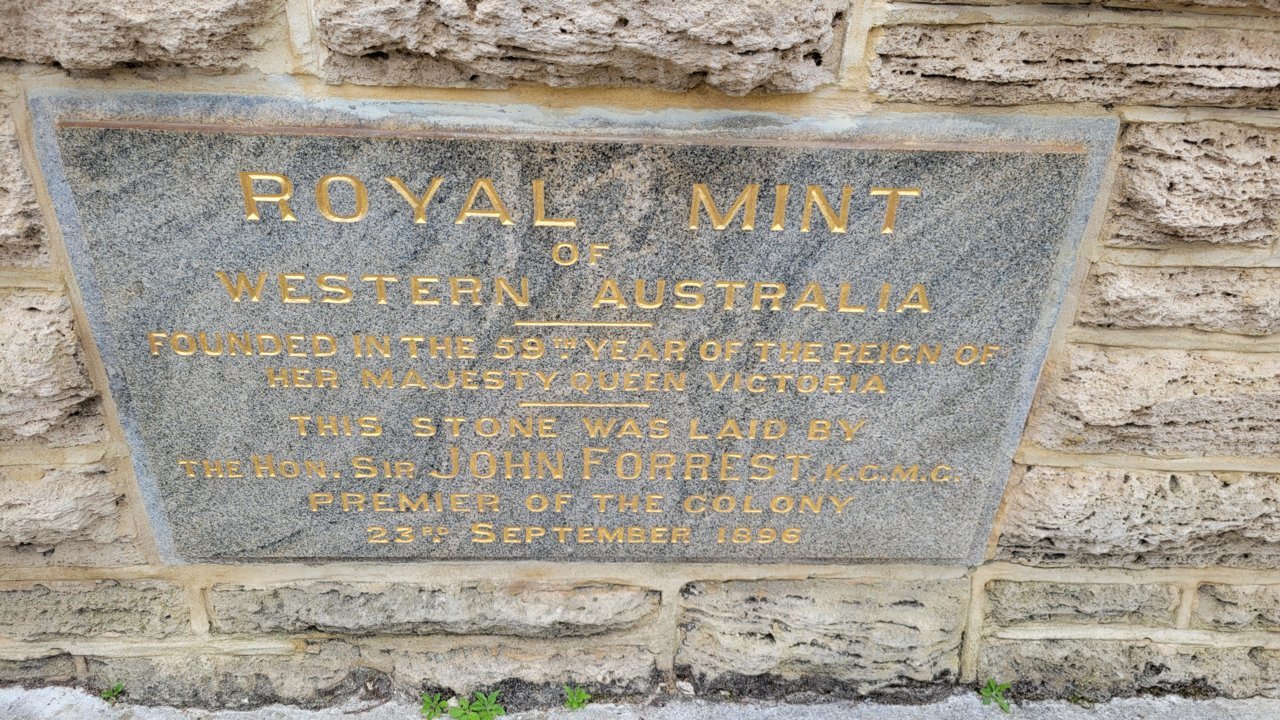 ROYAL MINT
OF
WESTERN AUSTRALIA
FOUNDED IN THE 59TH. YEAR OF THE REIGN OF
HER MAJESTY QUEEN VICTORIA
THIS STONE WAS LAID BY
THE HON. SIR JOHN FORREST, K.C.M.G.
PREMIER OF THE COLONY
23RD. SEPTEMBER 1896